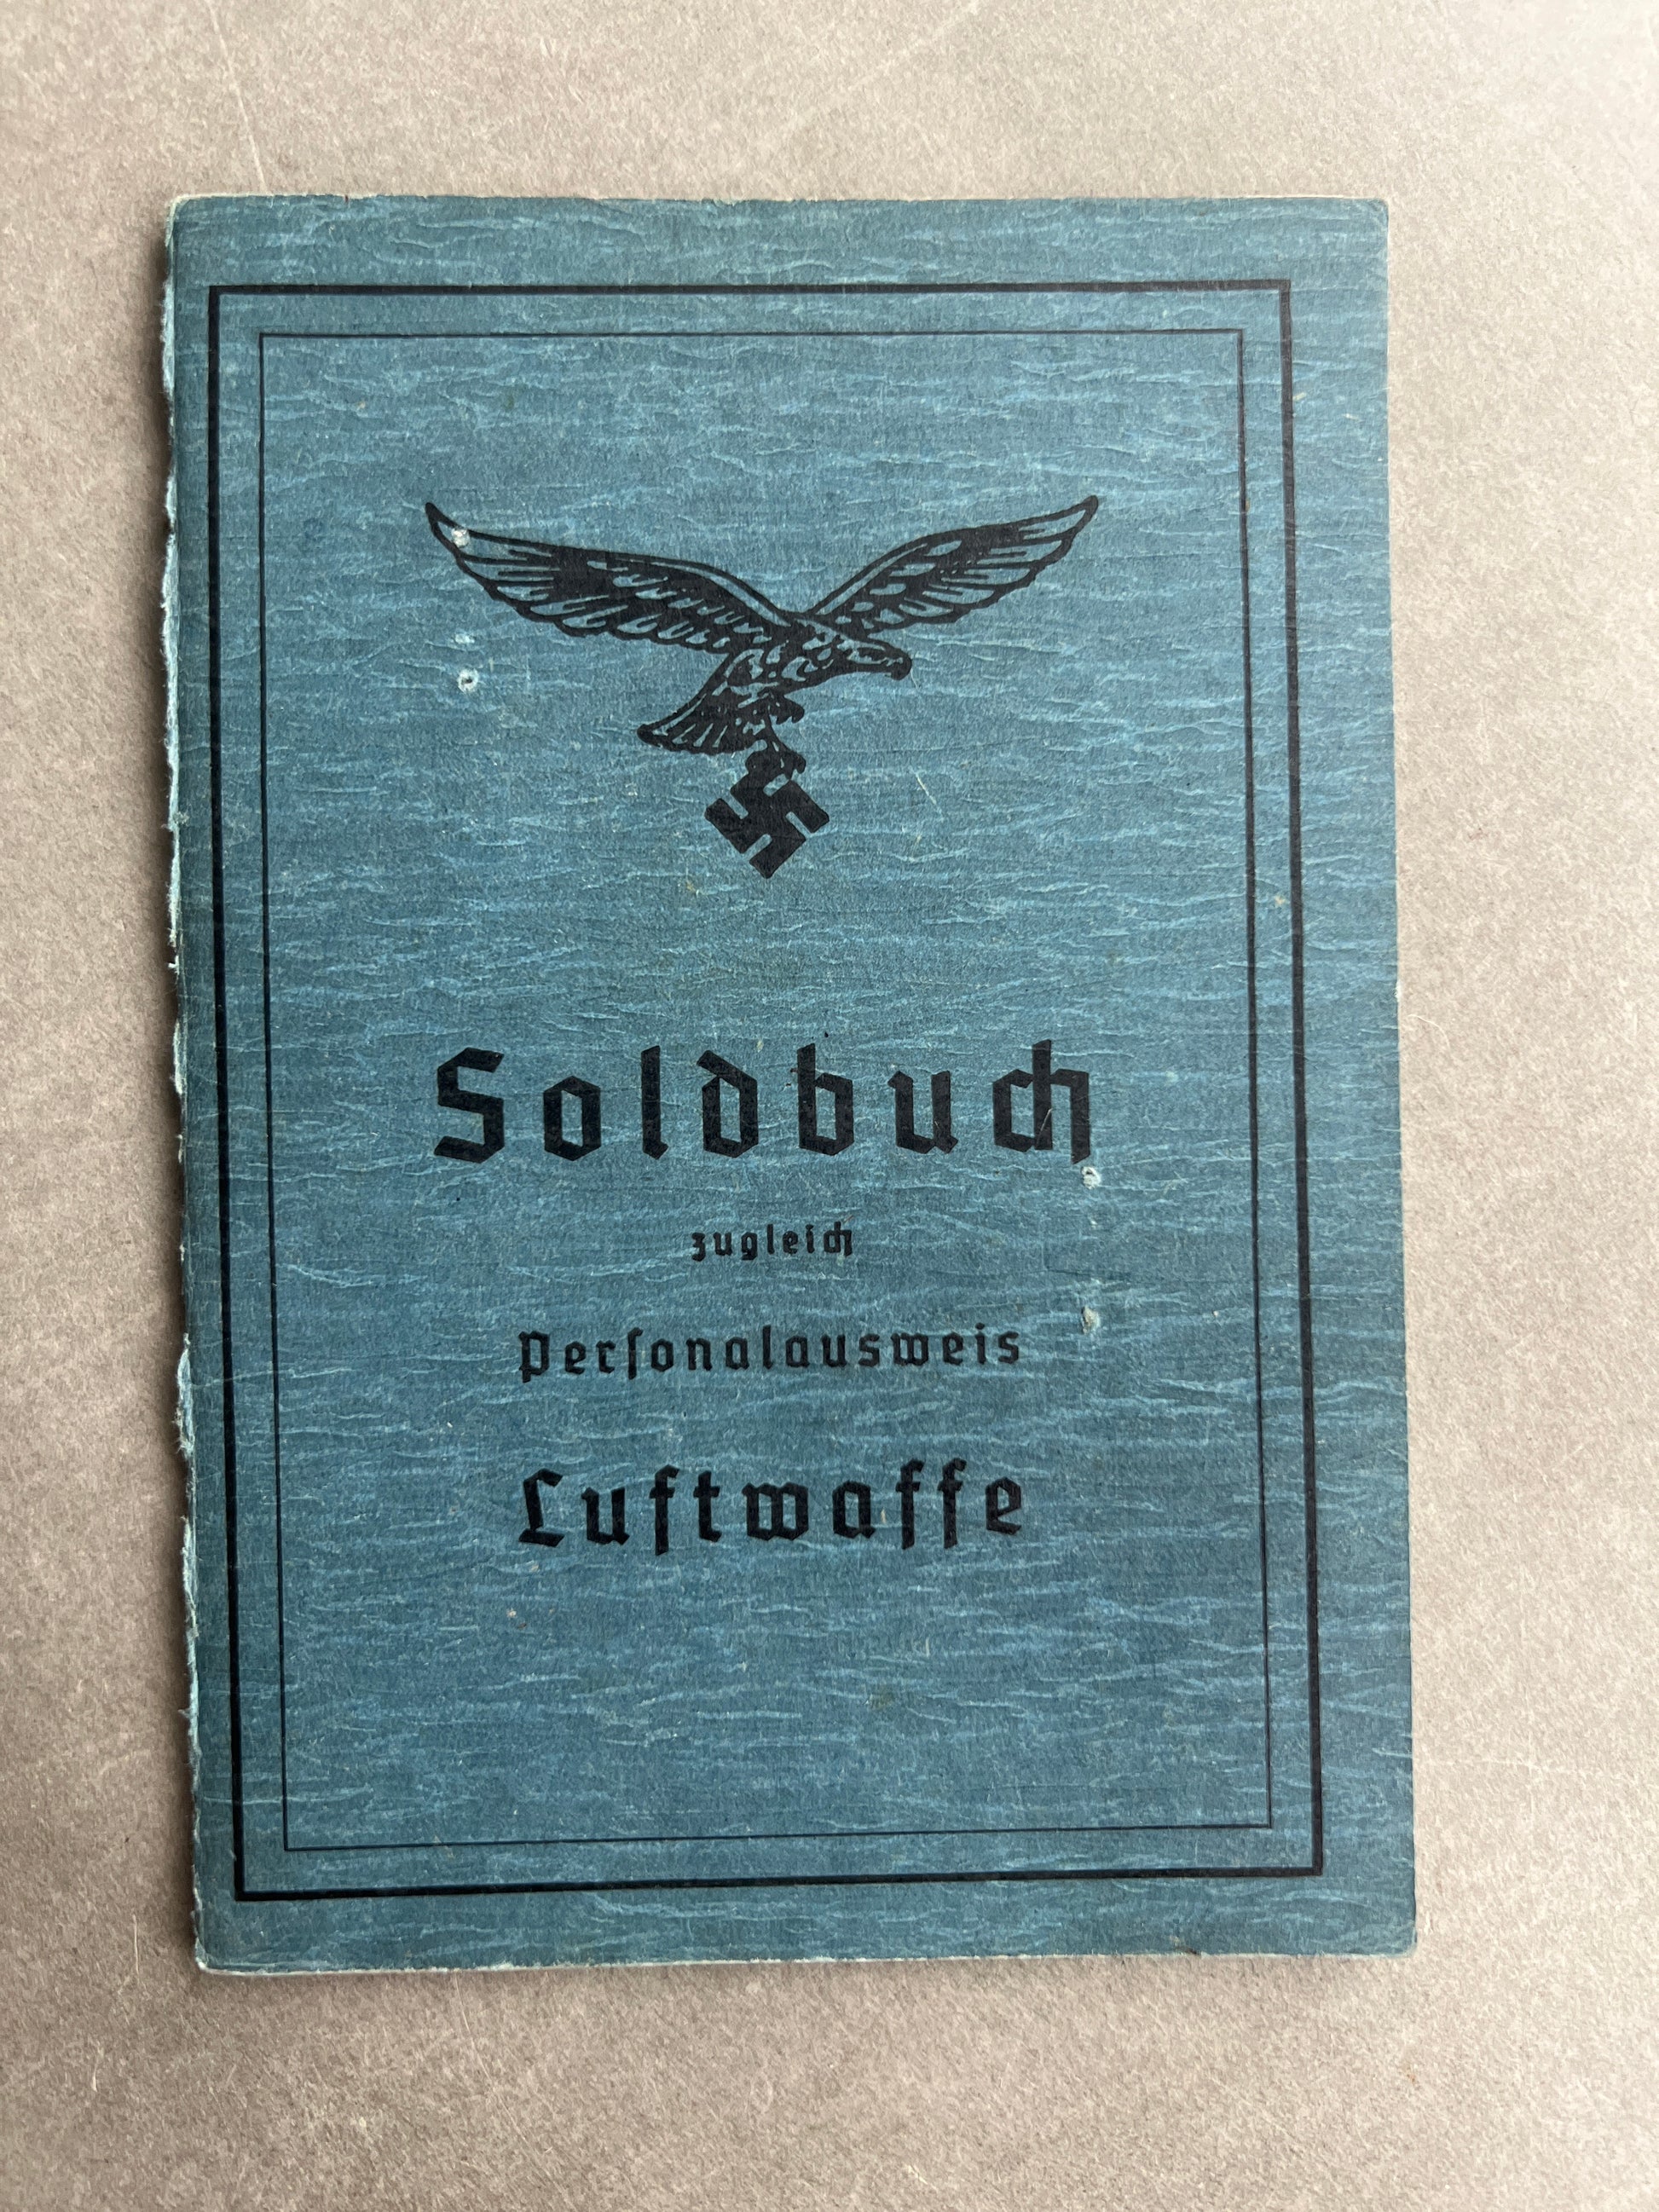 Soldbuch
zugleich
Perſonalausweis
Luftwaffe